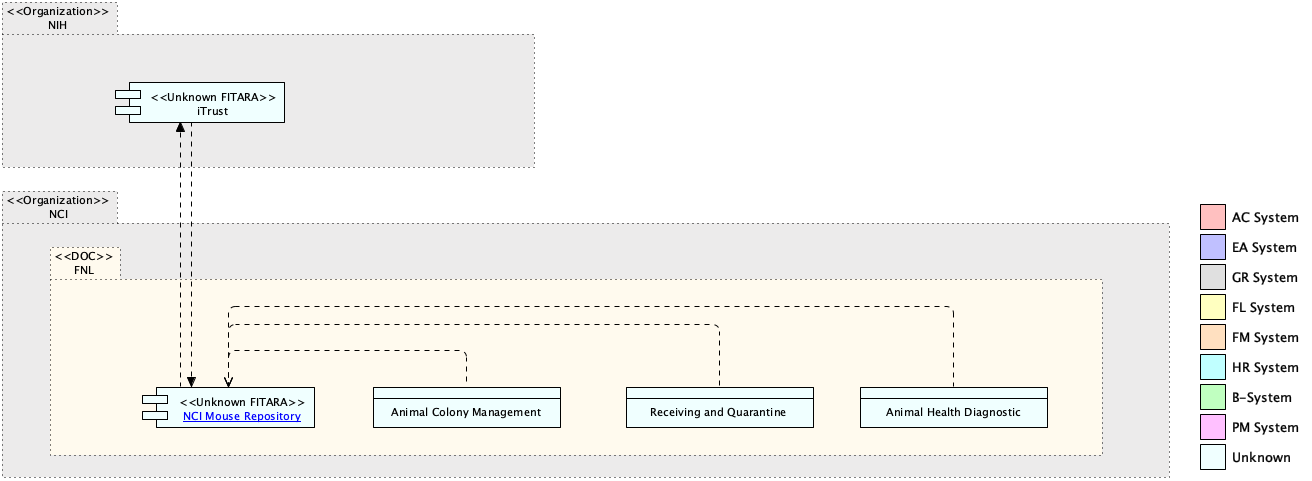 <<Organization>>
NIH
<<Unknown FITARA>>
iTrust
<<Organization>>
NCI
<<DOC>>
FNL
<<Unknown FITARA>>
NCI Mouse Repository
Animal Colony Management
Receiving and Quarantine
Animal Health Diagnostic
AC System
EA System
GR System
FL System
FM System
HR System
B-System
PM System
Unknown